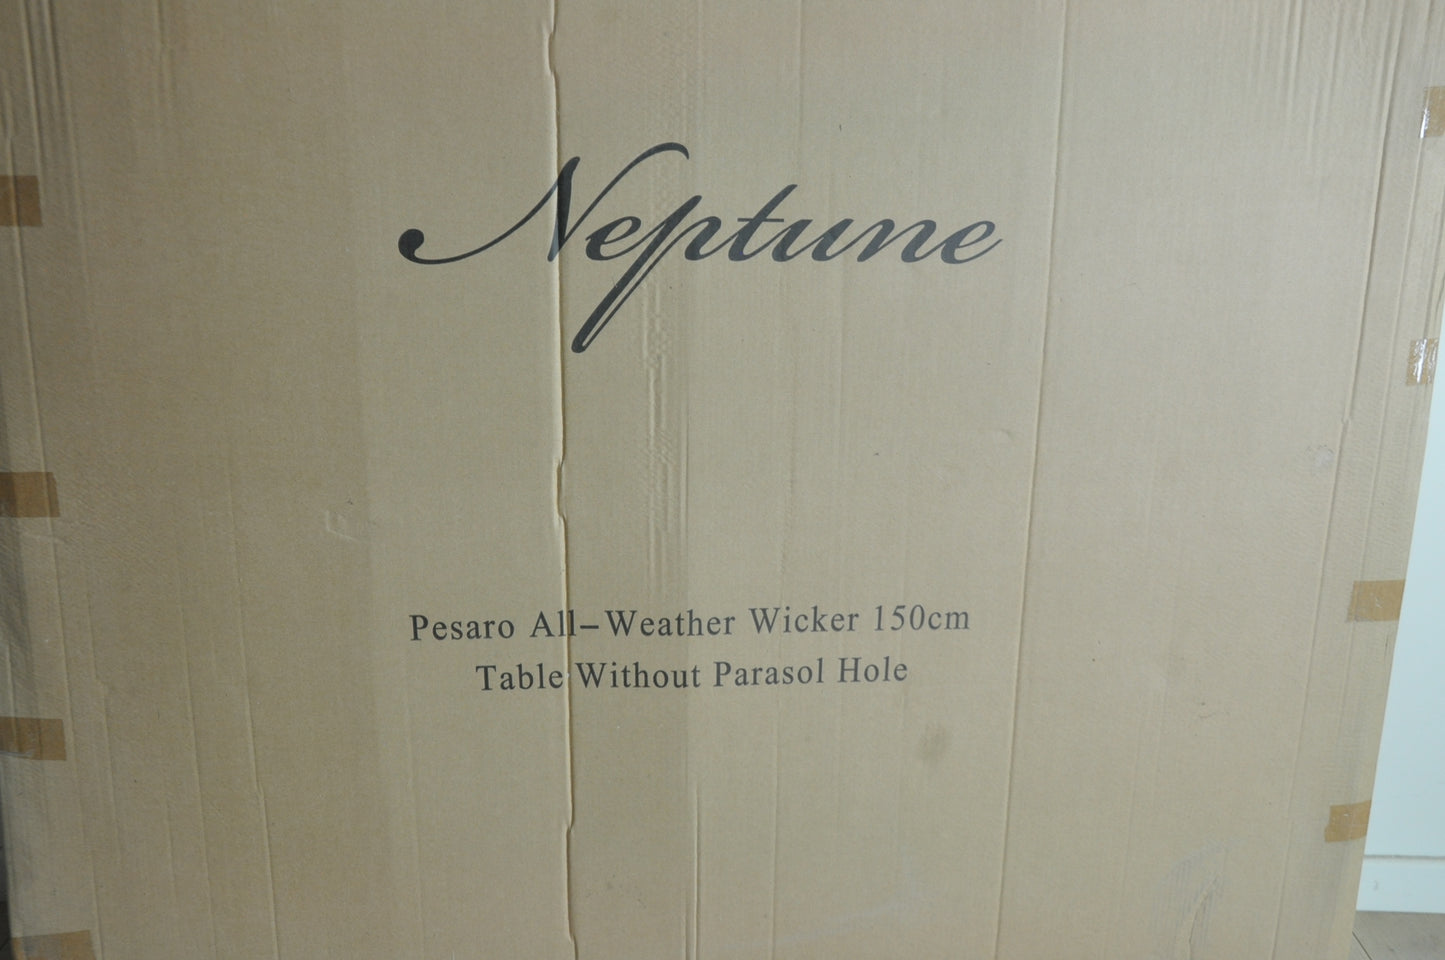 Neptune
Pesaro All-Weather Wicker 150cm
Table Without Parasol Hole